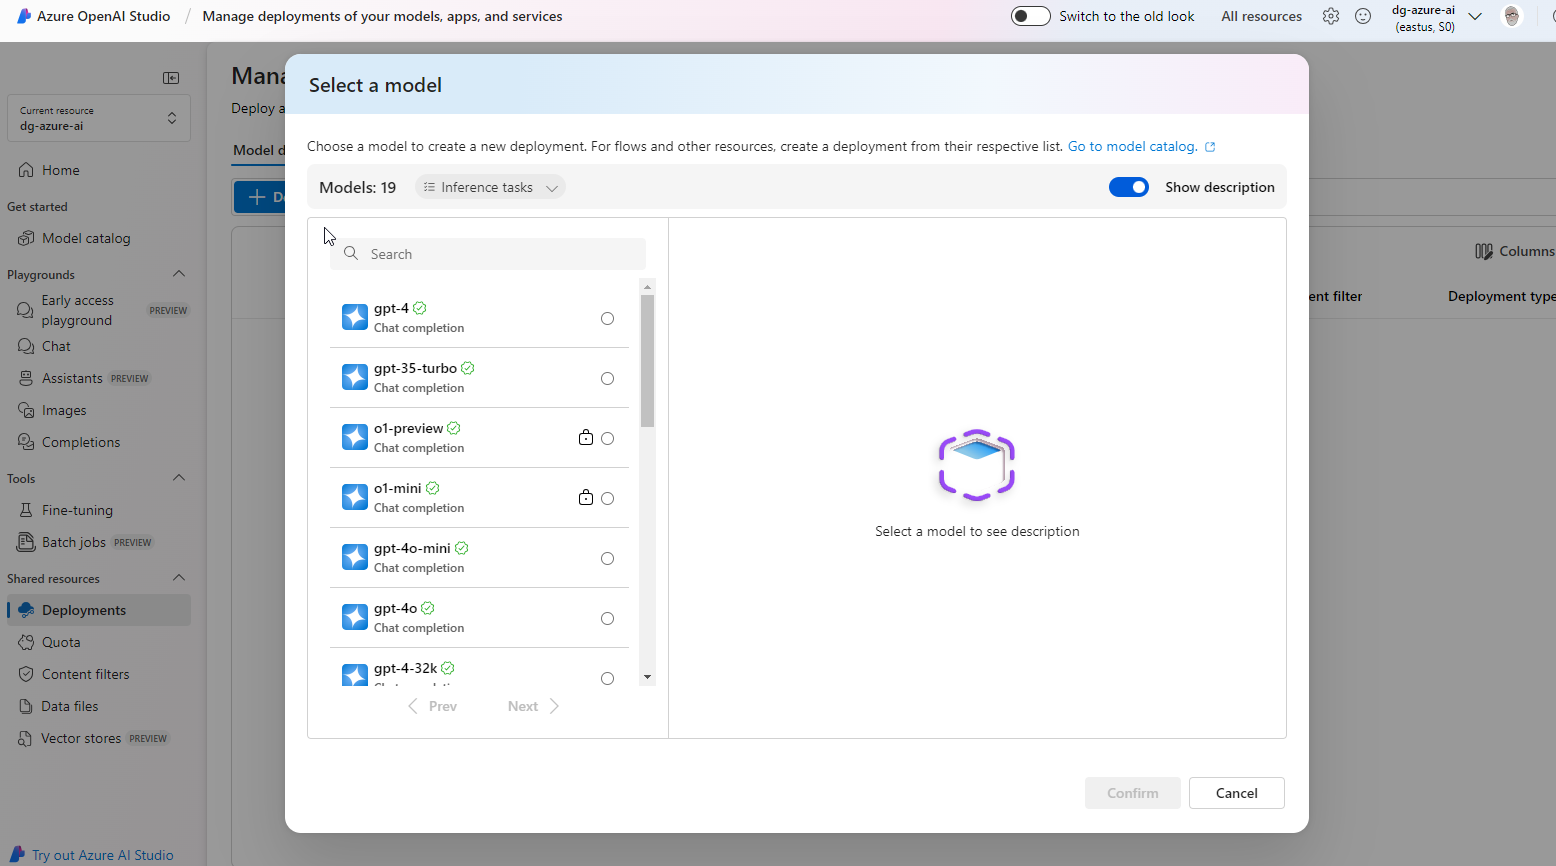 Azure OpenAI Studio / Manage deployments of your models, apps, and services
Switch to the old look
All resources
dg-azure-ai
(eastus, S0)
Current resource
dg-azure-ai
Home
Get started
Model catalog
Playgrounds
Early access
playground
PREVIEW
Chat
Assistants PREVIEW
Images
Completions
Tools
Fine-tuning
Batch jobs PREVIEW
Shared resources
Deployments
Quota
Content filters
Data files
Vector stores PREVIEW
Try out Azure AI Studio
Mana
Deploy a
Model d
Select a model
Choose a model to create a new deployment. For flows and other resources, create a deployment from their respective list. Go to model catalog.
Models: 19
Inference tasks
Show description
Search
gpt-4
Chat completion
gpt-35-turbo
Chat completion
o1-preview
Chat completion
o1-mini
Chat completion
gpt-4o-mini
Chat completion
gpt-4o
Chat completion
gpt-4-32k
Prev
Next
Select a model to see description
Confirm
Cancel
Columns
ent filter
Deployment type